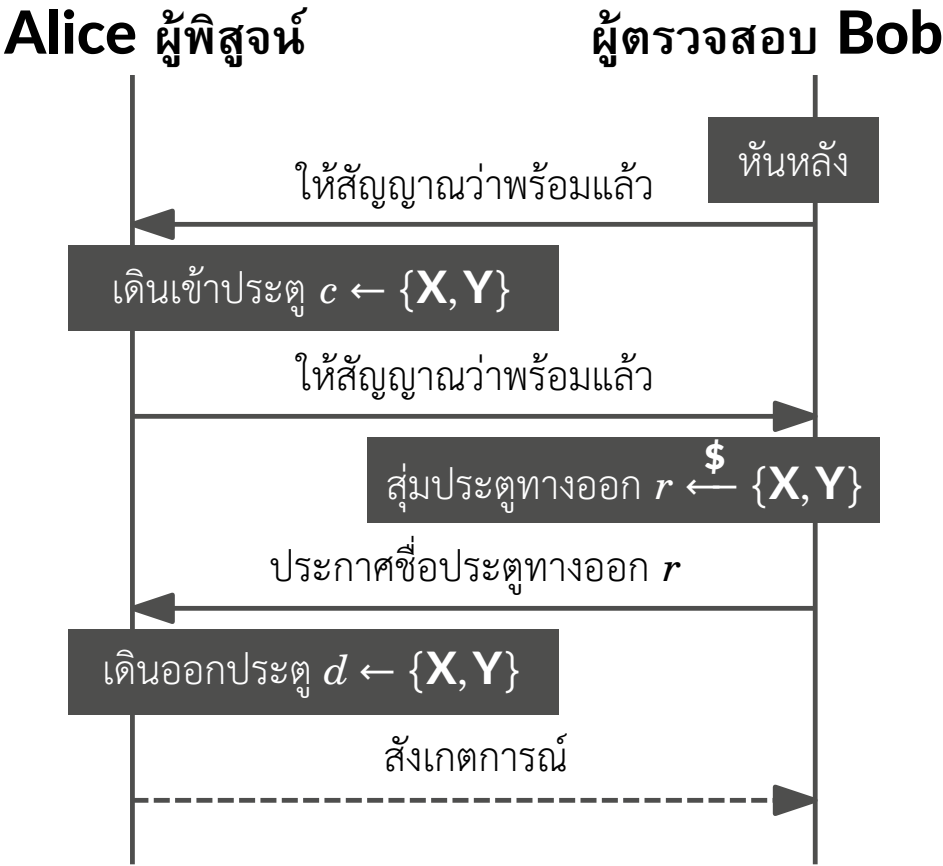 Alice ผู้พิสูจน์
ผู้ตรวจสอบ Bob
หันหลัง
ให้สัญญาณว่าพร้อมแล้ว
เดินเข้าประตู c ← {X, Y}
ให้สัญญาณว่าพร้อมแล้ว
$
สุ่มประตูทางออก r ⟵ {X, Y}
ประกาศชื่อประตูทางออก r
เดินออกประตู d ← {X, Y}
สังเกตการณ์